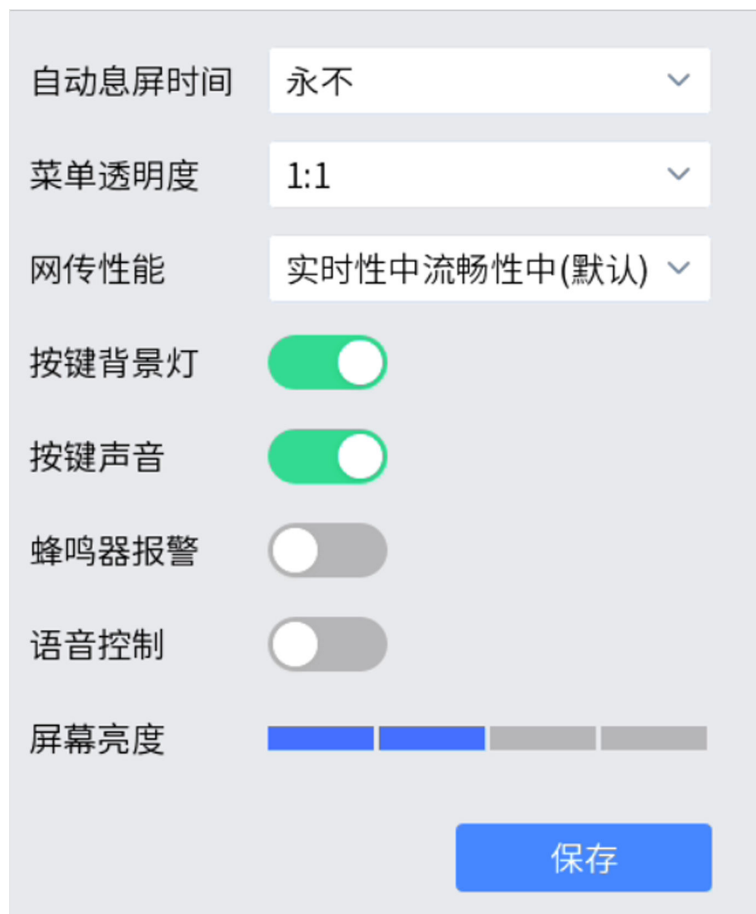 自动息屏时间 永不
菜单透明度 1:1
网传性能 实时性中流畅性中(默认)
按键背景灯
按键声音
蜂鸣器报警
语音控制
屏幕亮度
保存